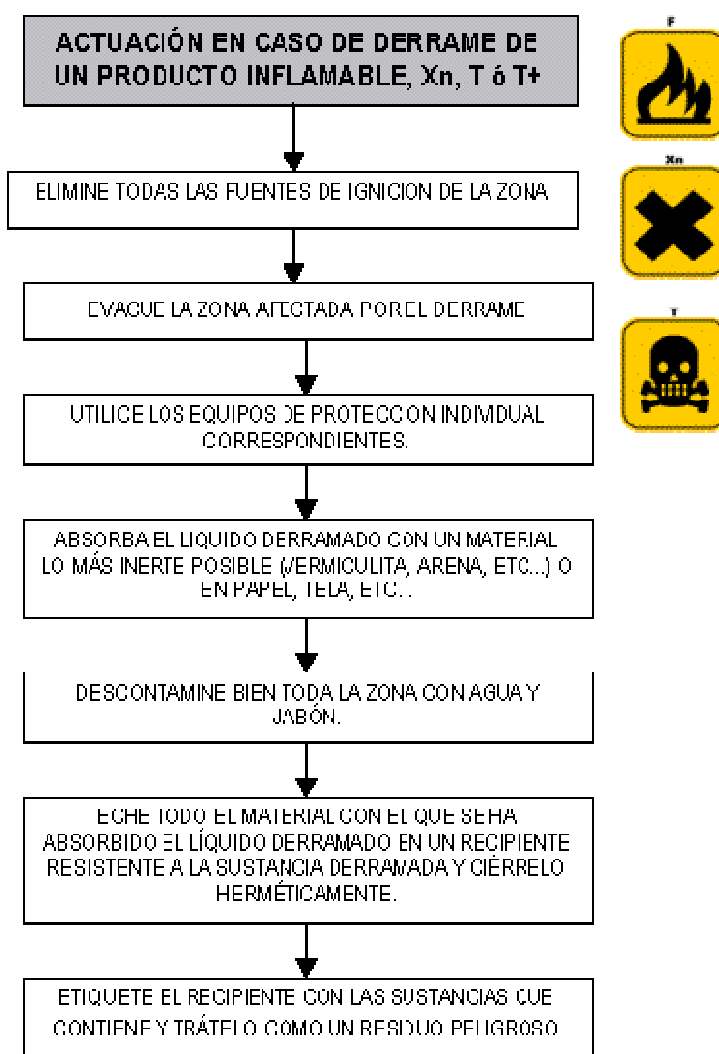 ACTUACIÓN EN CASO DE DERRAME DE
UN PRODUCTO INFLAMABLE, Xn, T ó T+
F
ELIMINE TODAS LAS FUENTES DE IGNICION DE LA ZONA
Xn
EVACUE LA ZONA AFECTADA POR EL DERRAME
T
UTILICE LOS EQUIPOS DE PROTECCION INDIVIDUAL
CORRESPONDIENTES.
ABSORBA EL LIQUIDO DERRAMADO CON UN MATERIAL
LO MÁS INERTE POSIBLE (VERMICULITA, ARENA, ETC...) O
EN PAPEL, TELA, ETC..
DESCONTAMINE BIEN TODA LA ZONA CON AGUA Y
JABÓN.
ECHE TODO EL MATERIAL CON EL QUE SE HA
ABSORBIDO EL LÍQUIDO DERRAMADO EN UN RECIPIENTE
RESISTENTE A LA SUSTANCIA DERRAMADA Y CIÉRRELO
HERMÉTICAMENTE.
ETIQUETE EL RECIPIENTE CON LAS SUSTANCIAS QUE
CONTIENE Y TRÁTELO COMO UN RESIDUO PELIGROSO